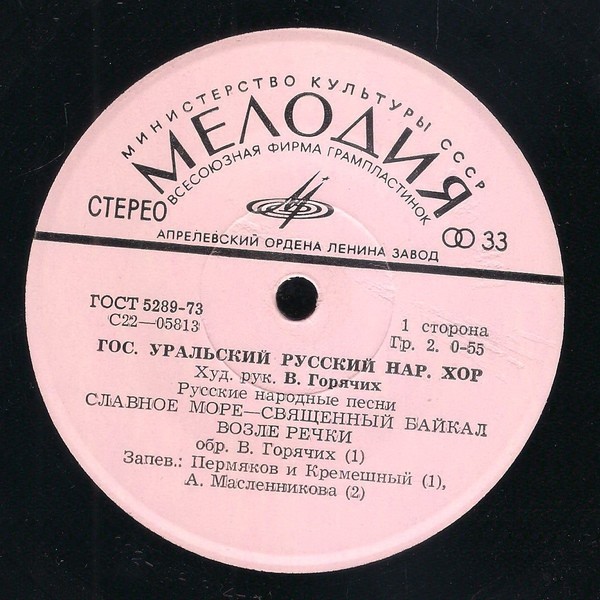 МИНИСТЕРСТВО КУЛЬТУРЫ СССР
МЕЛОДИЯ
ВСЕСОЮЗНАЯ ФИРМА ГРАМПЛАСТИНОК
СТЕРЕО
33
АПРЕЛЕВСКИЙ ОРДЕНА ЛЕНИНА ЗАВОД
ГОСТ 5289-73
С22—05813
1 сторона
Гр. 2. 0-55
ГОС. УРАЛЬСКИЙ РУССКИЙ НАР. ХОР
Худ. рук. В. Горячих
Русские народные песни
СЛАВНОЕ МОРЕ—СВЯЩЕННЫЙ БАЙКАЛ
ВОЗЛЕ РЕЧКИ
обр. В. Горячих (1)
Запев.: Пермяков и Кремешный (1),
А. Масленникова (2)